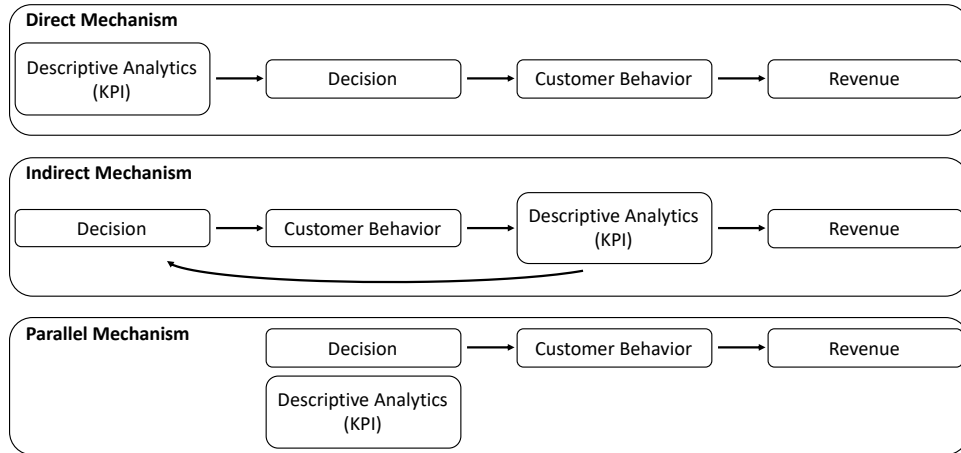 Direct Mechanism
Descriptive Analytics
(KPI)
Decision
Customer Behavior
Revenue
Indirect Mechanism
Decision
Customer Behavior
Descriptive Analytics
(KPI)
Revenue
Parallel Mechanism
Decision
Customer Behavior
Revenue
Descriptive Analytics
(KPI)